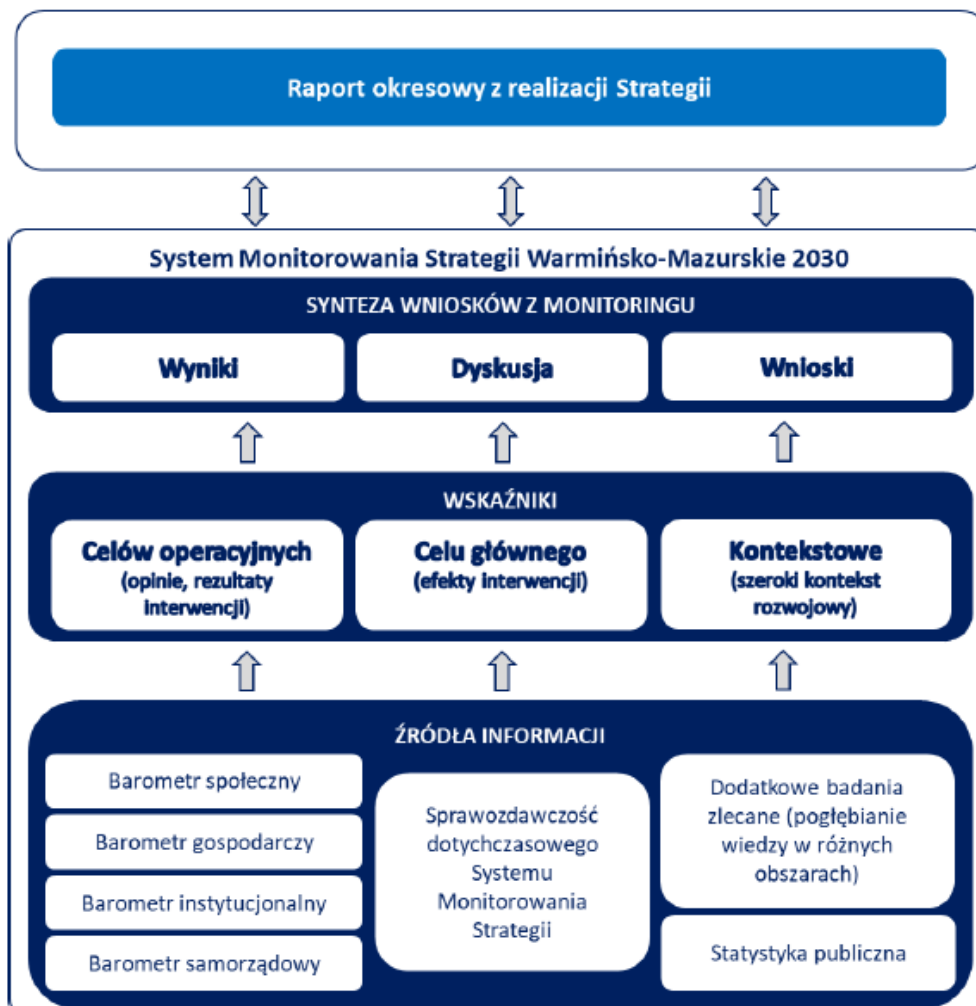 Raport okresowy z realizacji Strategii
System Monitorowania Strategii Warmińsko-Mazurskie 2030
SYNTEZA WNIOSKÓW Z MONITORINGU
Wyniki
Dyskusja
Wnioski
WSKAŹNIKI
Celów operacyjnych
(opinie, rezultaty
interwencji)
Celu głównego
(efekty interwencji)
Kontekstowe
(szeroki kontekst
rozwojowy)
ŹRÓDŁA INFORMACJI
Barometr społeczny
Barometr gospodarczy
Barometr instytucjonalny
Barometr samorządowy
Sprawozdawczość
dotychczasowego
Systemu
Monitorowania
Strategii
Dodatkowe badania
zlecane (pogłębianie
wiedzy w różnych
obszarach)
Statystyka publiczna